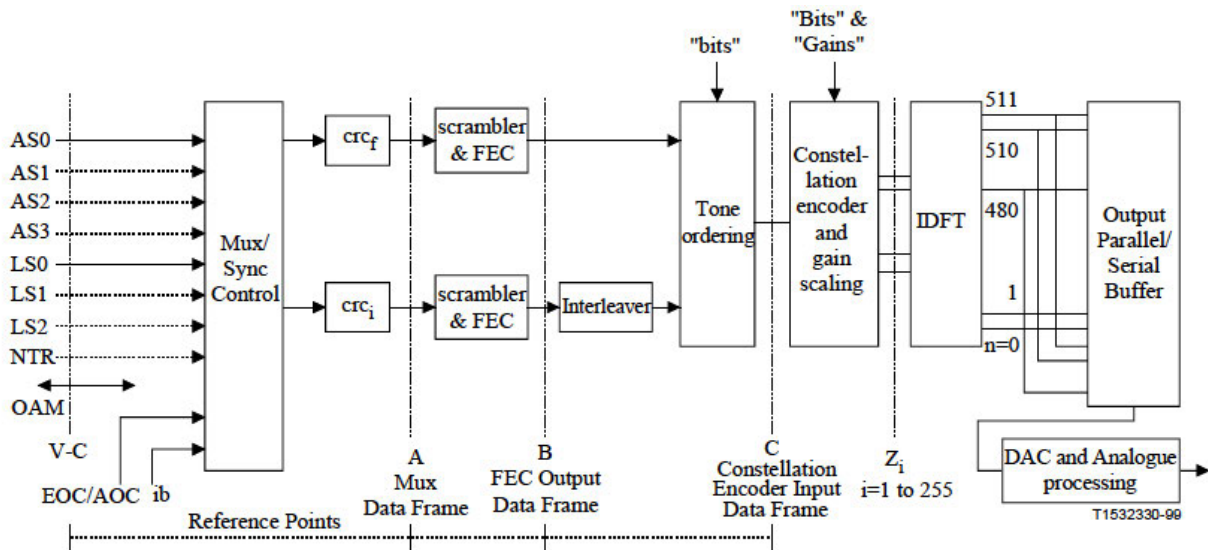 "bits"
"Bits" &
"Gains"
AS0
AS1
AS2
AS3
LS0
LS1
LS2
NTR
OAM
V-C
EOC/AOC
ib
Mux/
Sync
Control
crcf
crci
scrambler
& FEC
scrambler
& FEC
Interleaver
Tone
ordering
Constel-
lation
encoder
and
gain
scaling
IDFT
511
510
480
1
n=0
Output
Parallel/
Serial
Buffer
DAC and Analogue
processing
A
Mux
Data Frame
B
FEC Output
Data Frame
C
Constellation
Encoder Input
Data Frame
Zi
i=1 to 255
Reference Points
T1532330-99